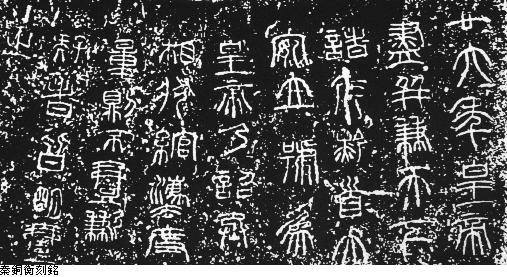 廿六年皇帝
盡并兼天下
諸侯黔首大
安立號為
皇帝乃詔丞
相狀綰灋度
量則不壹歉
疑者皆明壹
之
秦銅衡刻銘